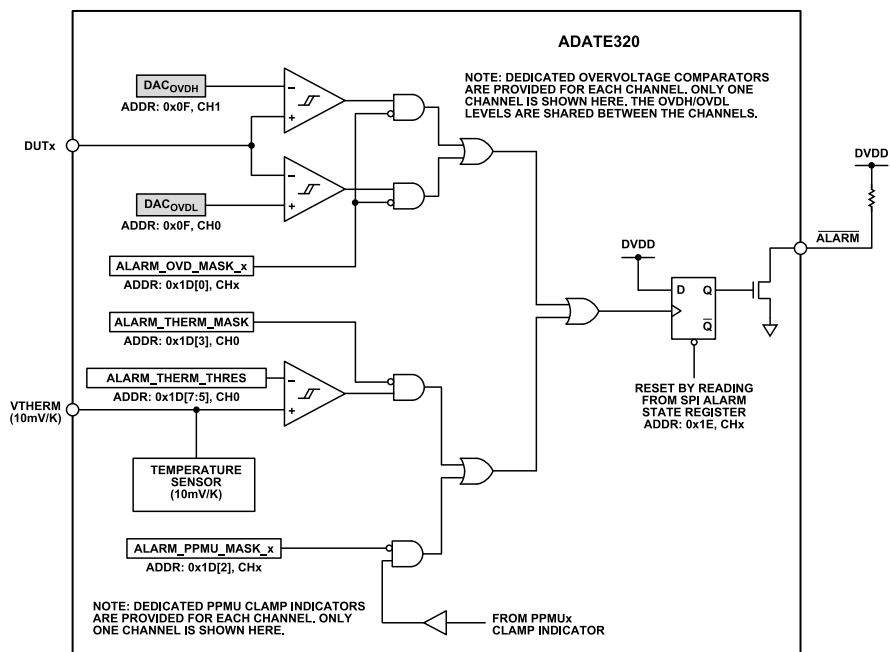 ADATE320
NOTE: DEDICATED OVERVOLTAGE COMPARATORS
ARE PROVIDED FOR EACH CHANNEL. ONLY ONE
CHANNEL IS SHOWN HERE. THE OVDH/OVDL
LEVELS ARE SHARED BETWEEN THE CHANNELS.
DACOVDH
ADDR: 0x0F, CH1
−
+
DUTx
−
+
DACOVDL
ADDR: 0x0F, CH0
ALARM_OVD_MASK_x
ADDR: 0x1D[0], CHx
DVDD
ALARM
DVDD
D
Q
Q
RESET BY READING
FROM SPI ALARM
STATE REGISTER
ADDR: 0x1E, CHx
ALARM_THERM_MASK
ADDR: 0x1D[3], CH0
ALARM_THERM_THRES
ADDR: 0x1D[7:5], CH0
−
+
VTHERM
(10mV/K)
TEMPERATURE
SENSOR
(10mV/K)
ALARM_PPMU_MASK_x
ADDR: 0x1D[2], CHx
NOTE: DEDICATED PPMU CLAMP INDICATORS
ARE PROVIDED FOR EACH CHANNEL. ONLY
ONE CHANNEL IS SHOWN HERE.
FROM PPMUx
CLAMP INDICATOR